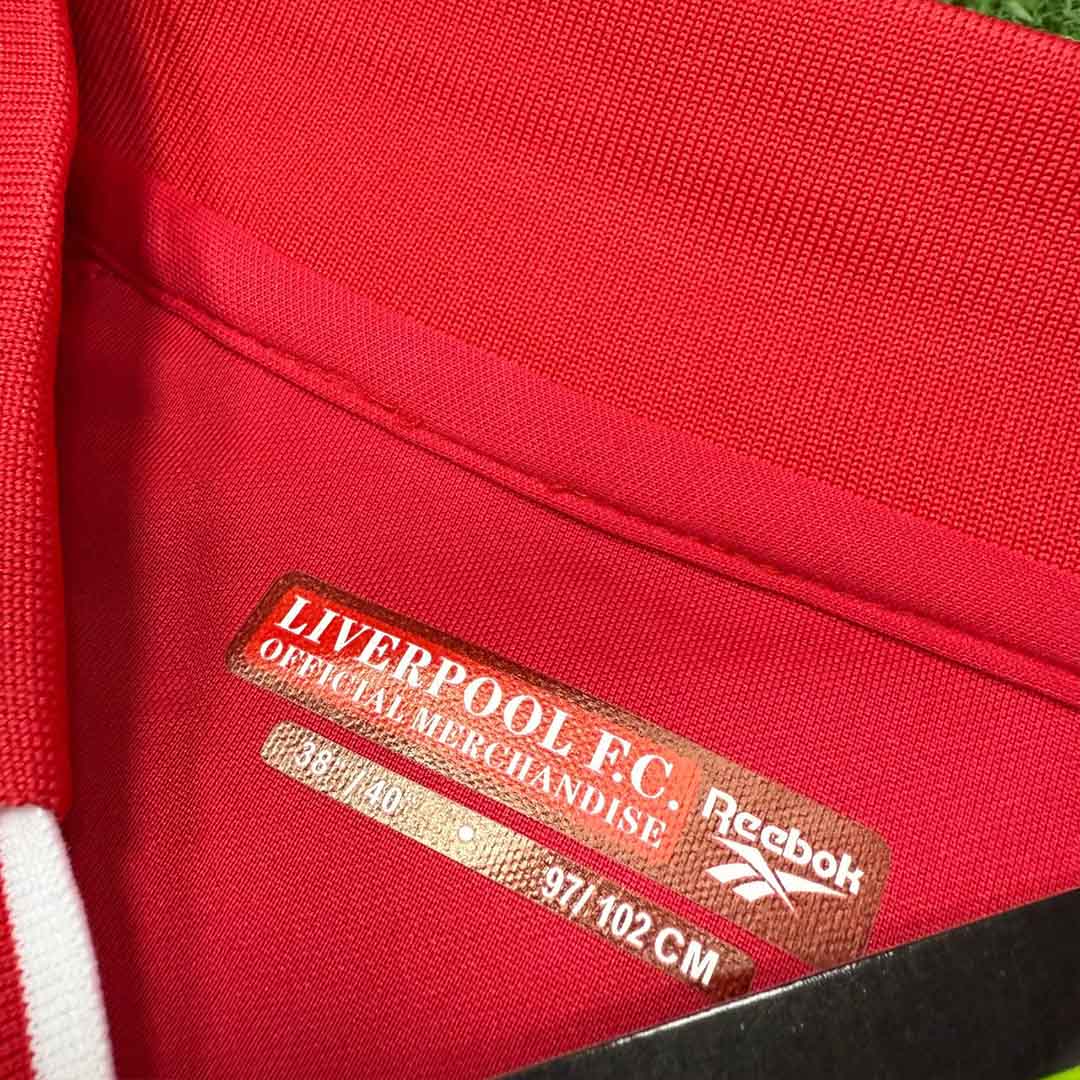 LIVERPOOL F.C.
OFFICIAL MERCHANDISE
Reebok
38 / 40 • 97/102 CM